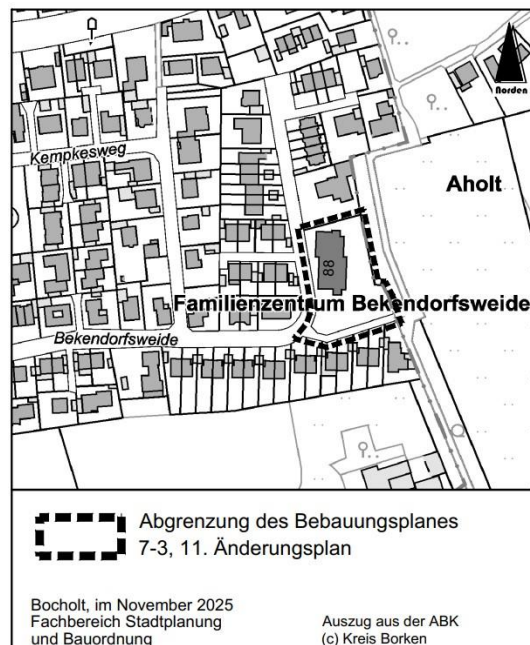 Norden
Kempkesweg
Aholt
88
Familienzentrum Bekendorfsweide
Bekendorfsweide
Abgrenzung des Bebauungsplanes
7-3, 11. Änderungsplan
Bocholt, im November 2025
Fachbereich Stadtplanung
und Bauordnung
Auszug aus der ABK
(c) Kreis Borken